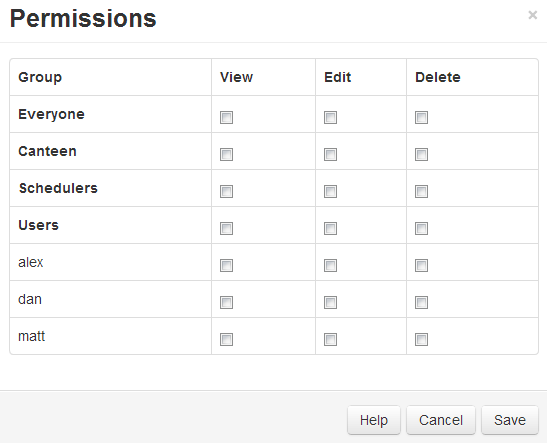 Permissions
×
Group View Edit Delete
Everyone
Canteen
Schedulers
Users
alex
dan
matt
Help Cancel Save